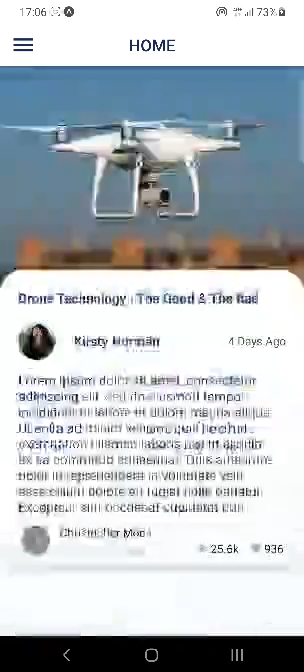 17:06 73%
HOME
Drone Technology : The Good & The Bad
Kirsty Horman 4 Days Ago
Lorem ipsum dolor sit amet, consectetur
adipiscing elit, sed do eiusmod tempor
incididunt ut labore et dolore magna aliqua.
Ut enim ad minim veniam, quis nostrud
exercitation ullamco laboris nisi ut aliquip
ex ea commodo consequat. Duis aute irure
dolor in reprehenderit in voluptate velit
esse cillum dolore eu fugiat nulla pariatur.
Excepteur sint occaecat cupidatat non
25.6k 936